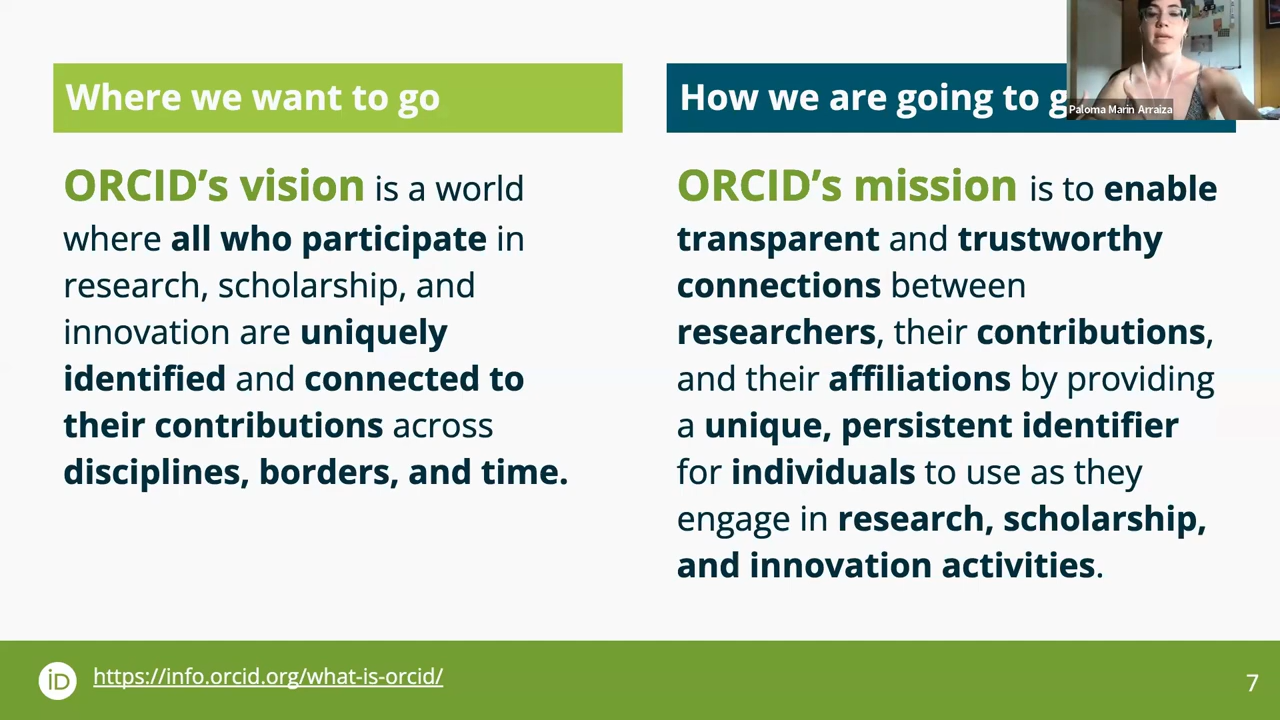 Where we want to go
ORCID’s vision is a world
where all who participate in
research, scholarship, and
innovation are uniquely
identified and connected to
their contributions across
disciplines, borders, and time.
How we are going to g
Paloma Marin Arraiza
ORCID’s mission is to enable
transparent and trustworthy
connections between
researchers, their contributions,
and their affiliations by providing
a unique, persistent identifier
for individuals to use as they
engage in research, scholarship,
and innovation activities.
iD
https://info.orcid.org/what-is-orcid/
7